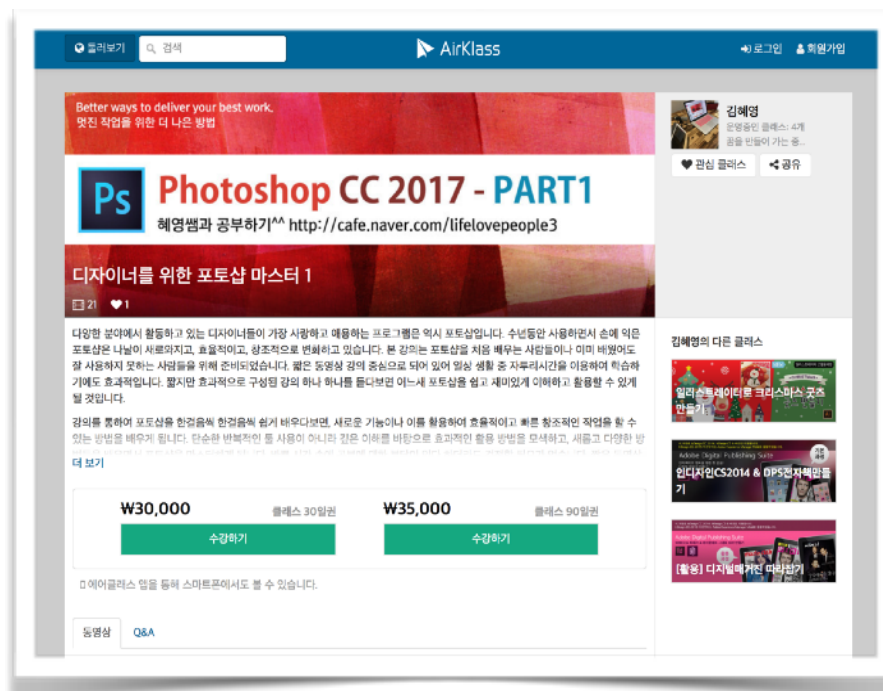 둘러보기
검색
AirKlass
로그인
회원가입
Better ways to deliver your best work.
멋진 작업을 위한 더 나은 방법
Ps
Photoshop CC 2017 - PART1
혜영쌤과 공부하기^^ http://cafe.naver.com/lifelovepeople3
디자이너를 위한 포토샵 마스터 1
21 1
김혜영
운영중인 클래스: 4개
꿈을 만들어 가는 중..
관심 클래스
공유
다양한 분야에서 활동하고 있는 디자이너들이 가장 사랑하고 애용하는 프로그램은 역시 포토샵입니다. 수년동안 사용하면서 손에 익은
포토샵은 나날이 새로와지고, 효율적이고, 창조적으로 변화하고 있습니다. 본 강의는 포토샵을 처음 배우는 사람들이나 이미 배웠어도
잘 사용하지 못하는 사람들을 위해 준비되었습니다. 짧은 동영상 강의 중심으로 되어 있어 일상 생활 중 자투리시간을 이용하여 학습하
기에도 효과적입니다. 짧지만 효과적으로 구성된 강의 하나 하나를 듣다보면 어느새 포토샵을 쉽고 재미있게 이해하고 활용할 수 있게
될 것입니다.
강의를 통하여 포토샵을 한걸음씩 한걸음씩 쉽게 배우다보면, 새로운 기능이나 이를 활용하여 효율적이고 빠른 창조적인 작업을 할 수
있는 방법을 배우게 됩니다. 단순한 반복적인 툴 사용이 아니라 깊은 이해를 바탕으로 효과적인 활용 방법을 모색하고, 새롭고 다양한 방
더 보기
₩30,000 클래스 30일권
수강하기
₩35,000 클래스 90일권
수강하기
에어클래스 앱을 통해 스마트폰에서도 볼 수 있습니다.
동영상
Q&A
김혜영의 다른 클래스
일러스트레이터로 크리스마스 굿즈
만들기
Adobe Digital Publishing Suite
인디자인CS2014 & DPS전자책만들
기
Adobe Digital Publishing Suite
[활용] 디지털매거진 따라잡기